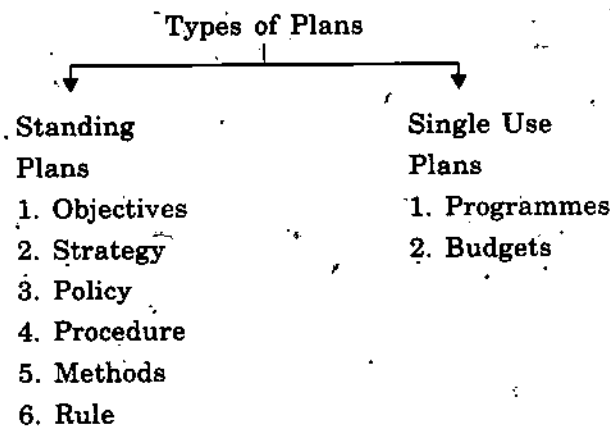 Types of Plans
Standing
Plans
1. Objectives
2. Strategy
3. Policy
4. Procedure
5. Methods
6. Rule
Single Use
Plans
1. Programmes
2. Budgets